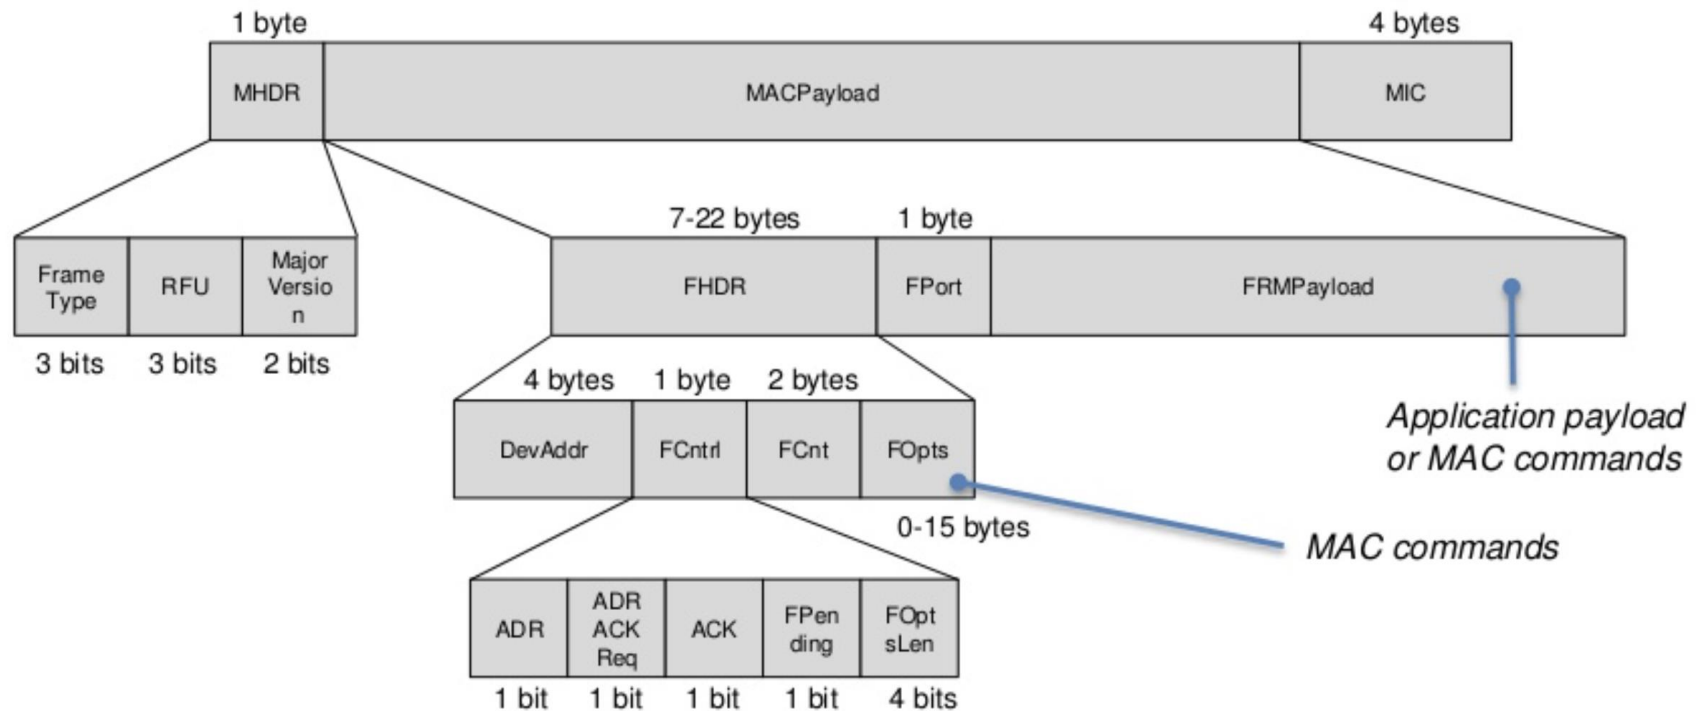 1 byte
4 bytes
MHDR
MACPayload
MIC
7-22 bytes
1 byte
Frame
Type
RFU
Major
Versio
n
FHDR
FPort
FRMPayload
3 bits
3 bits
2 bits
4 bytes
1 byte
2 bytes
DevAddr
FCntrl
FCnt
FOpts
Application payload
or MAC commands
0-15 bytes
MAC commands
ADR
ADR
ACK
Req
ACK
FPen
ding
FOpt
sLen
1 bit
1 bit
1 bit
1 bit
4 bits